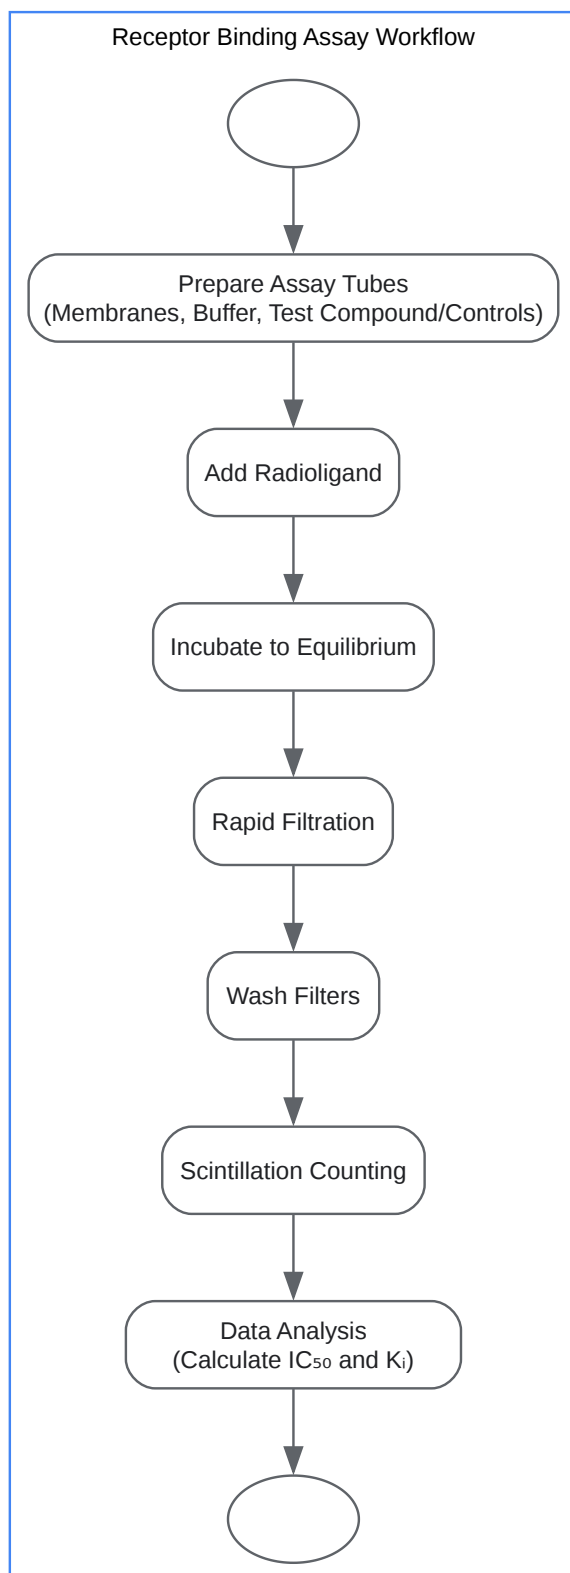 Receptor Binding Assay Workflow
Prepare Assay Tubes
(Membranes, Buffer, Test Compound/Controls)
Add Radioligand
Incubate to Equilibrium
Rapid Filtration
Wash Filters
Scintillation Counting
Data Analysis
(Calculate IC₅₀ and Kᵢ)